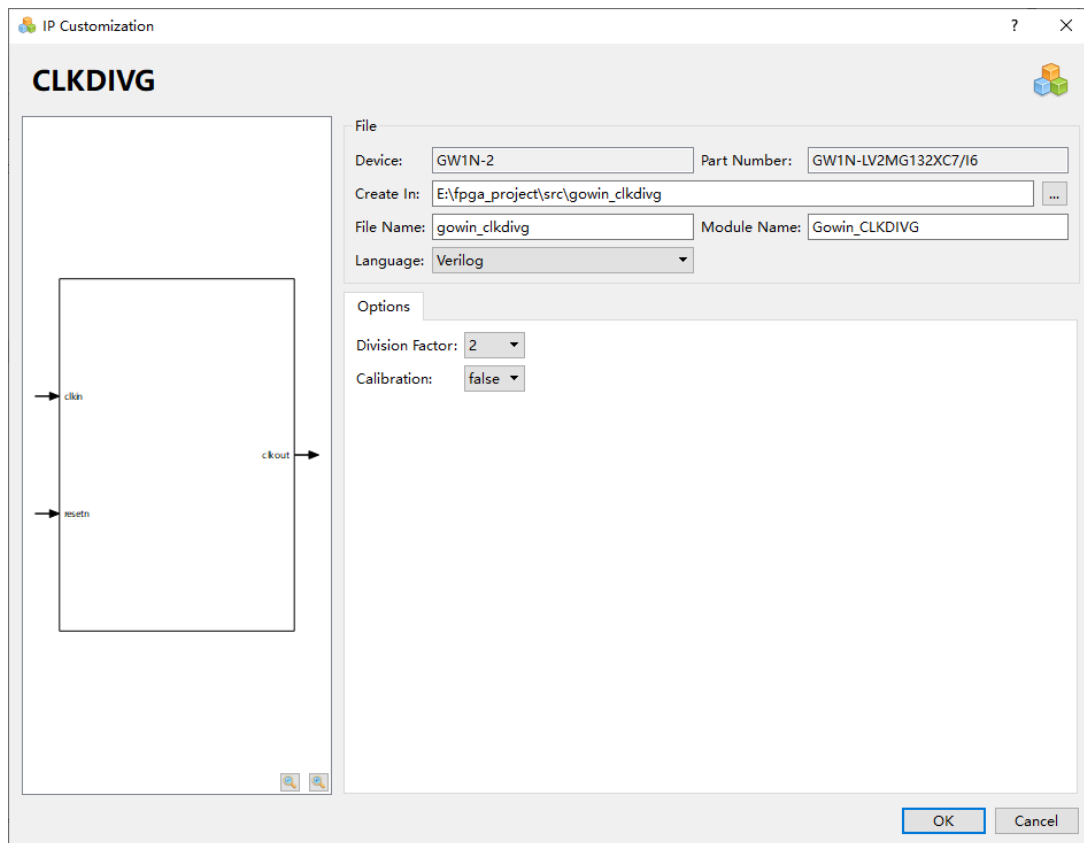 IP Customization
CLKDIVG
clkin
resetn
clkout
File
Device: GW1N-2 Part Number: GW1N-LV2MG132XC7/I6
Create In: E:\fpga_project\src\gowin_clkdivg ...
File Name: gowin_clkdivg Module Name: Gowin_CLKDIVG
Language: Verilog
Options
Division Factor: 2
Calibration: false
OK Cancel